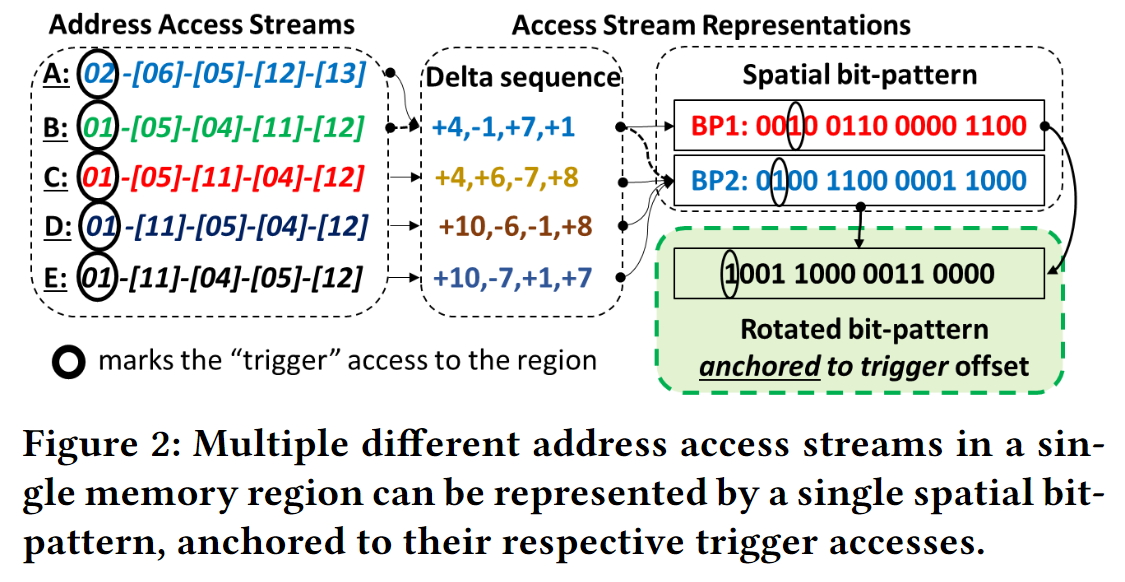 Address Access Streams
Access Stream Representations
A: 02-[06]-[05]-[12]-[13]
B: 01-[05]-[04]-[11]-[12]
C: 01-[05]-[11]-[04]-[12]
D: 01-[11]-[05]-[04]-[12]
E: 01-[11]-[04]-[05]-[12]
Delta sequence
+4,-1,+7,+1
+4,+6,-7,+8
+10,-6,-1,+8
+10,-7,+1,+7
Spatial bit-pattern
BP1: 0010 0110 0000 1100
BP2: 0100 1100 0001 1000
1001 1000 0011 0000
Rotated bit-pattern
anchored to trigger offset
marks the “trigger” access to the region
Figure 2: Multiple different address access streams in a sin-
gle memory region can be represented by a single spatial bit-
pattern, anchored to their respective trigger accesses.